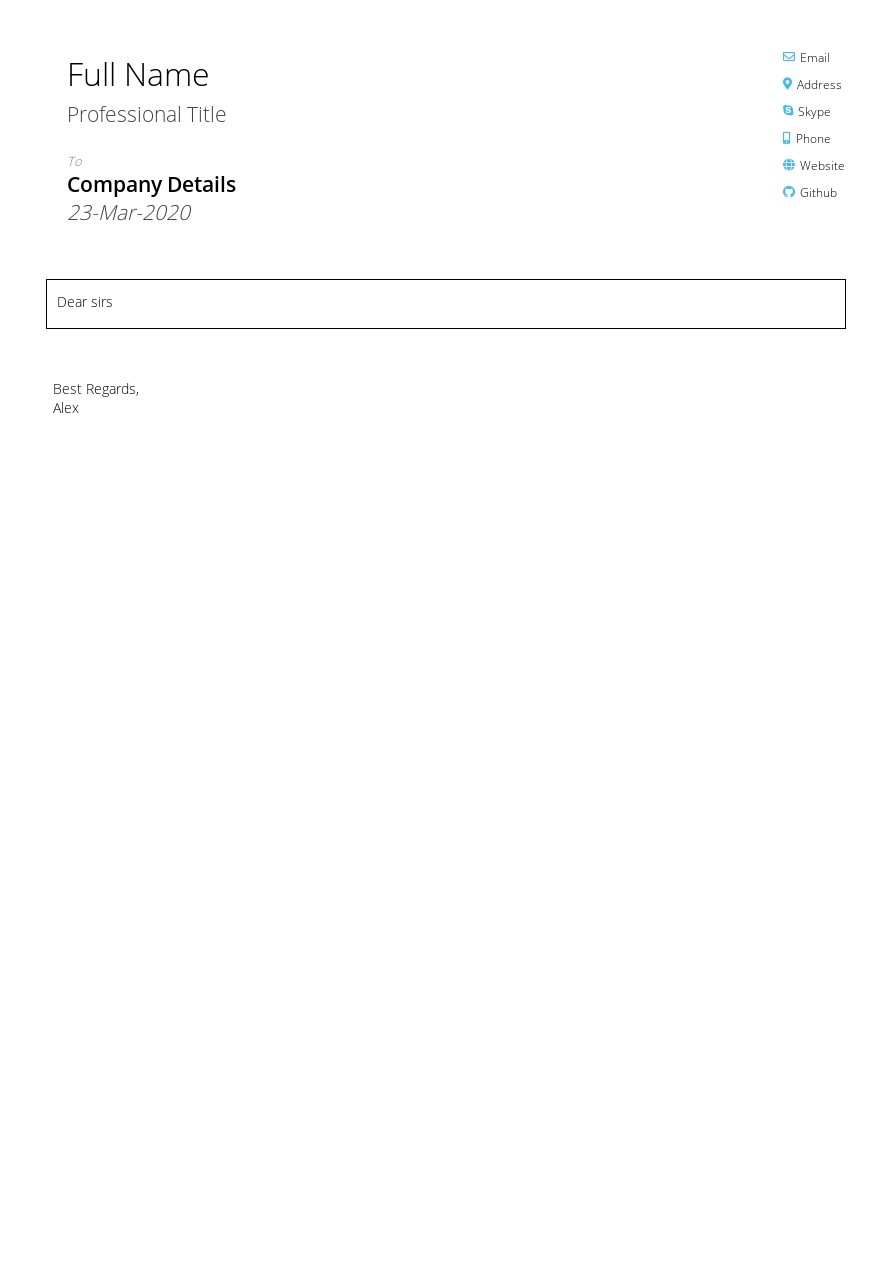 Full Name
Professional Title
To
Company Details
23-Mar-2020
Email
Address
Skype
Phone
Website
Github
Dear sirs
Best Regards,
Alex